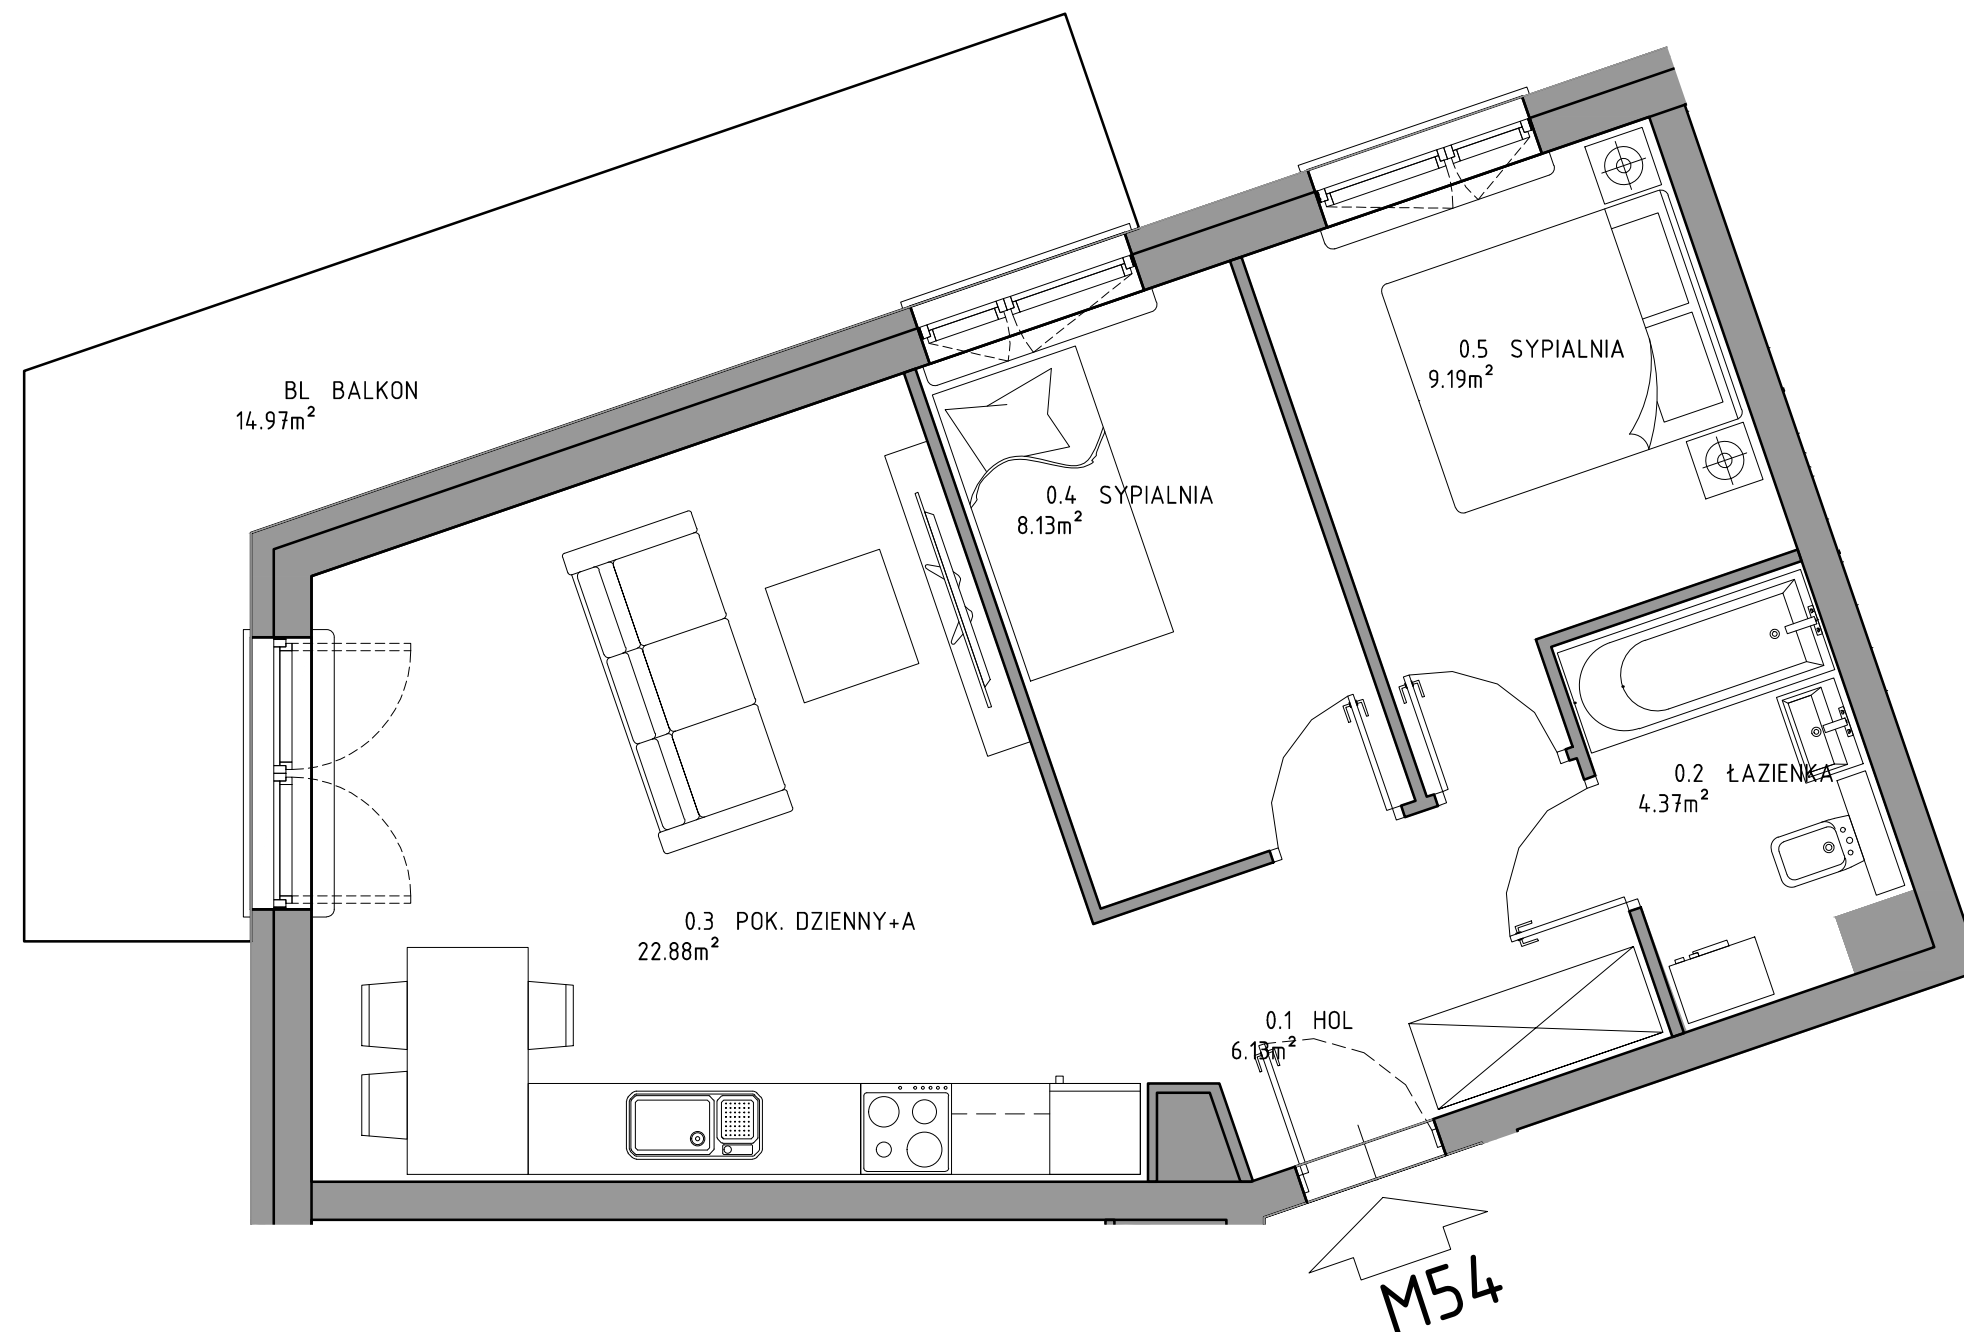 BL BALKON
14.97m²
0.5 SYPIALNIA
9.19m²
0.4 SYPIALNIA
8.13m²
0.2 ŁAZIENKA
4.37m²
0.3 POK. DZIENNY+A
22.88m²
0.1 HOL
6.13m²
M54